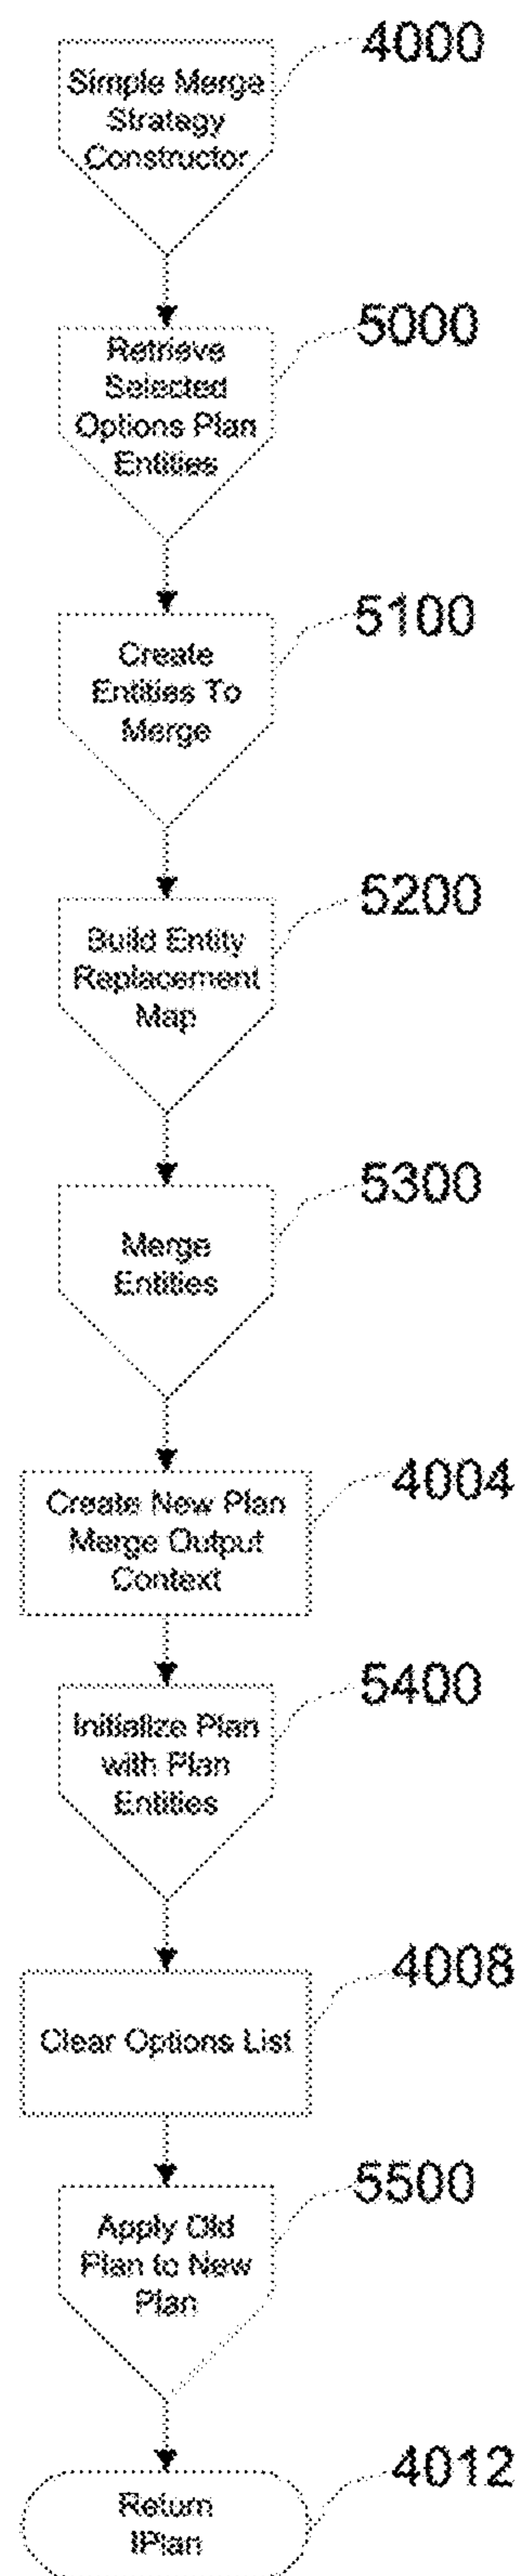 4000
Simple Merge
Strategy
Constructor
5000
Retrieve
Selected
Options Plan
Entities
5100
Create
Entities To
Merge
5200
Build Entity
Replacement
Map
5300
Merge
Entities
4004
Create New Plan
Merge Output
Context
5400
Initialize Plan
with Plan
Entities
4008
Clear Options List
5500
Apply Old
Plan to New
Plan
4012
Return
IPlan